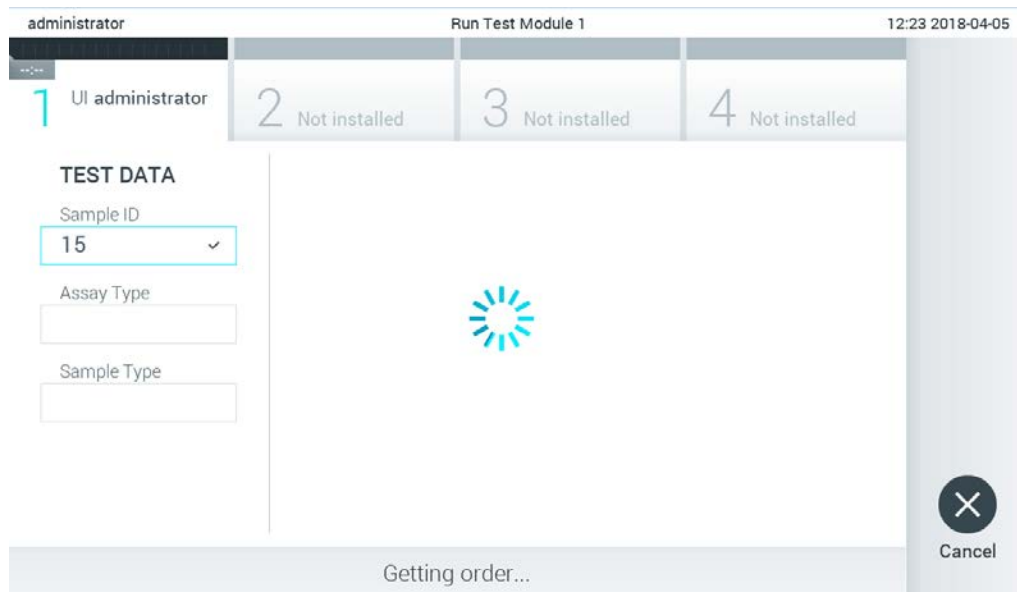 administrator Run Test Module 1 12:23 2018-04-05
--:--
1 UI administrator 2 Not installed 3 Not installed 4 Not installed
TEST DATA
Sample ID
15
Assay Type
Sample Type
Cancel
Getting order...